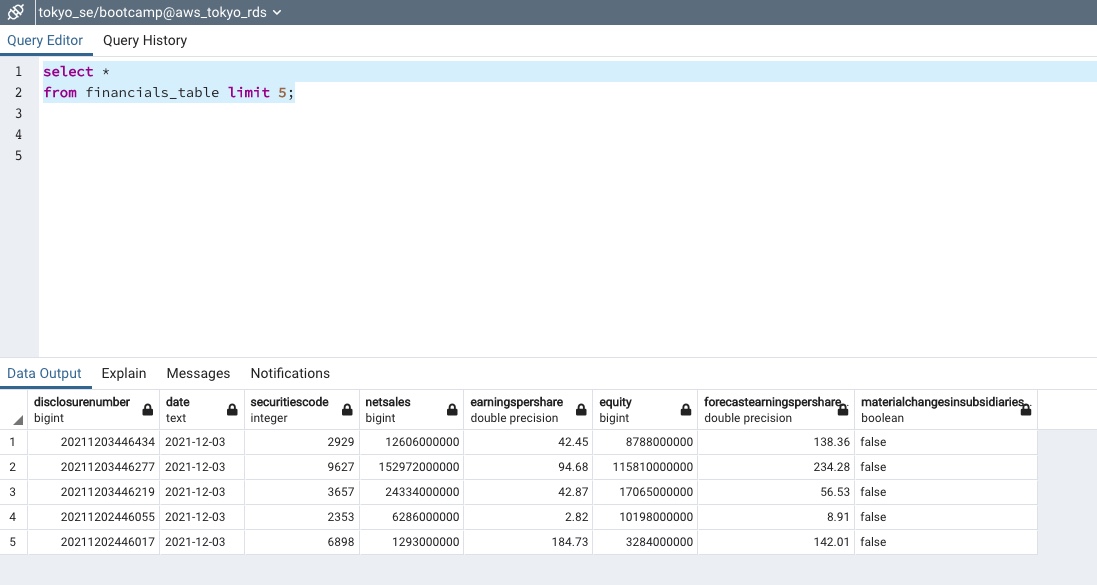 tokyo_se/bootcamp@aws_tokyo_rds
Query Editor Query History
1 select *
2 from financials_table limit 5;
3
4
5
Data Output Explain Messages Notifications
disclosurenumber date securitiescode netsales earningspershare equity forecastearningspershare... materialchangesinsubsidiaries...
bigint text integer bigint double precision bigint double precision boolean
1 20211203446434 2021-12-03 2929 12606000000 42.45 8788000000 138.36 false
2 20211203446277 2021-12-03 9627 152972000000 94.68 115810000000 234.28 false
3 20211203446219 2021-12-03 3657 24334000000 42.87 17065000000 56.53 false
4 20211202446055 2021-12-03 2353 6286000000 2.82 10198000000 8.91 false
5 20211202446017 2021-12-03 6898 1293000000 184.73 3284000000 142.01 false